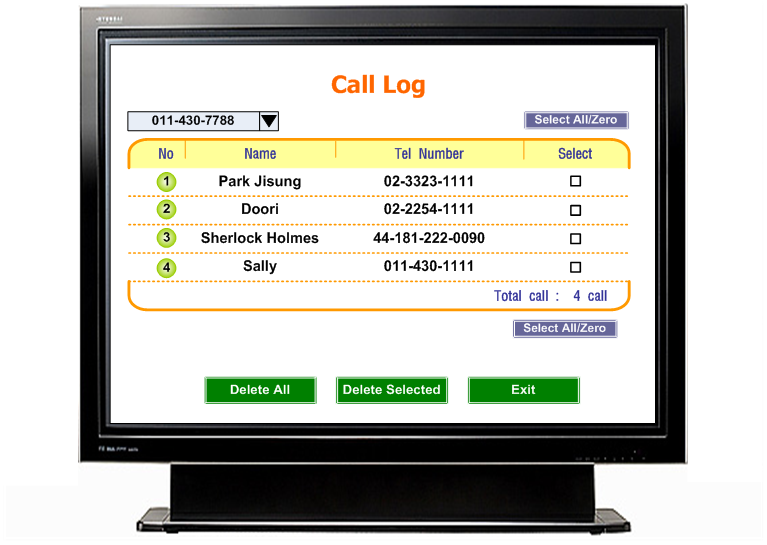 HYUNDAI
Call Log
011-430-7788
Select All/Zero
No Name Tel Number Select
1 Park Jisung 02-3323-1111
2 Doori 02-2254-1111
3 Sherlock Holmes 44-181-222-0090
4 Sally 011-430-1111
Total call : 4 call
Select All/Zero
Delete All Delete Selected Exit